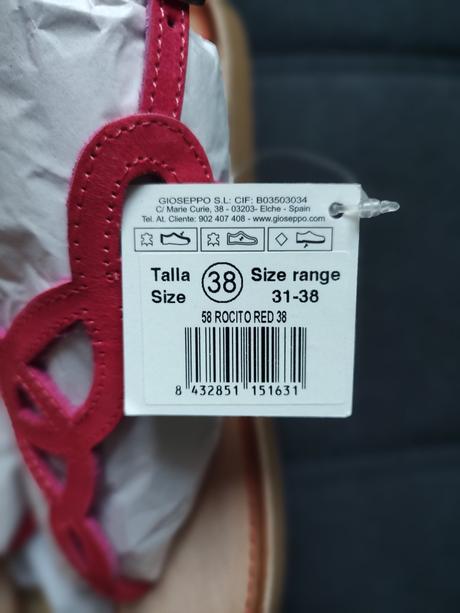 GIOSEPPO S.L: CIF: B03503034
C/ Marie Curie, 38 - 03203- Elche - Spain
Tel. At. Cliente: 902 407 408 - www.gioseppo.com
Talla 38 Size range
Size 31-38
58 ROCITO RED 38
8 432851 151631